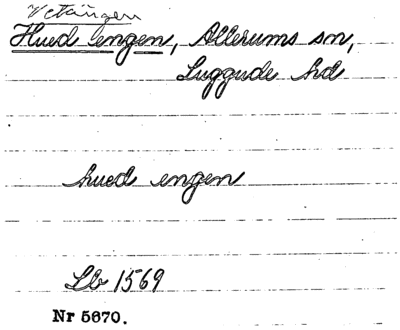 Vetängen
Hued engen, Allerums sn,
Luggude hd
hued engen
Lb 1569
Nr 5670.